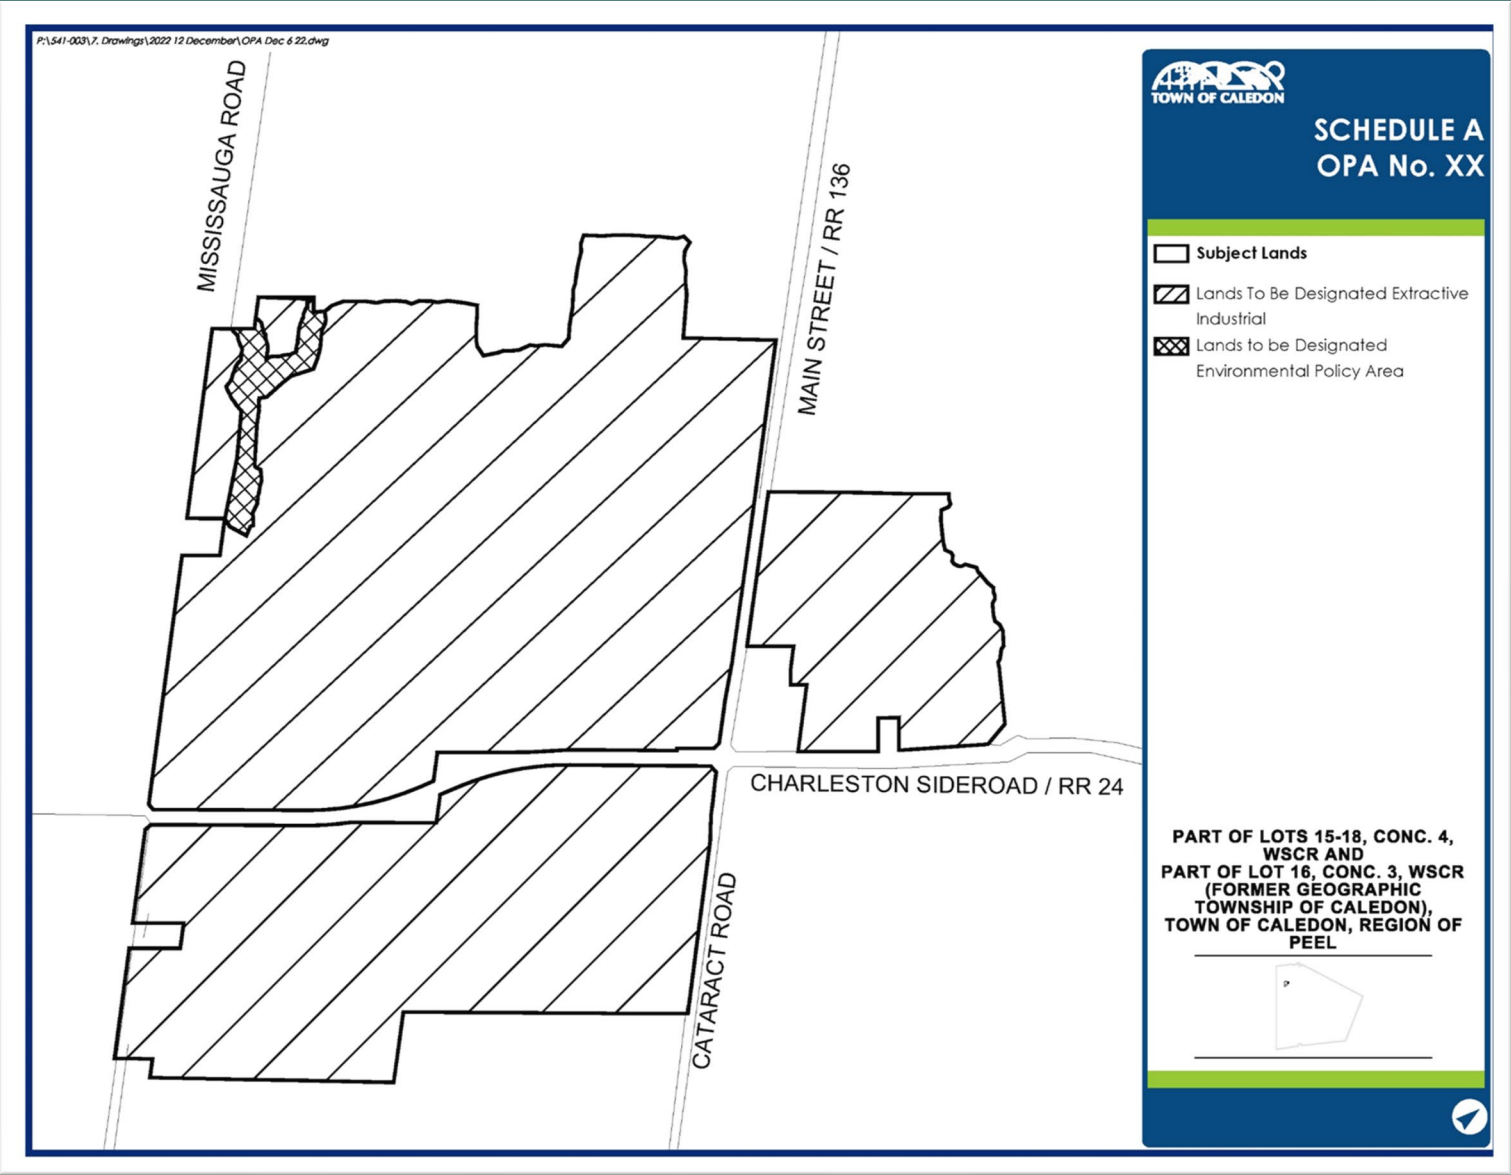 P:\541-003\7. Drawings\2022 12 December\OPA Dec 6 22.dwg
MISSISSAUGA ROAD
MAIN STREET / RR 136
CHARLESTON SIDEROAD / RR 24
CATARACT ROAD
TOWN OF CALEDON
SCHEDULE A
OPA No. XX
Subject Lands
Lands To Be Designated Extractive
Industrial
Lands to be Designated
Environmental Policy Area
PART OF LOTS 15-18, CONC. 4,
WSCR AND
PART OF LOT 16, CONC. 3, WSCR
(FORMER GEOGRAPHIC
TOWNSHIP OF CALEDON),
TOWN OF CALEDON, REGION OF
PEEL